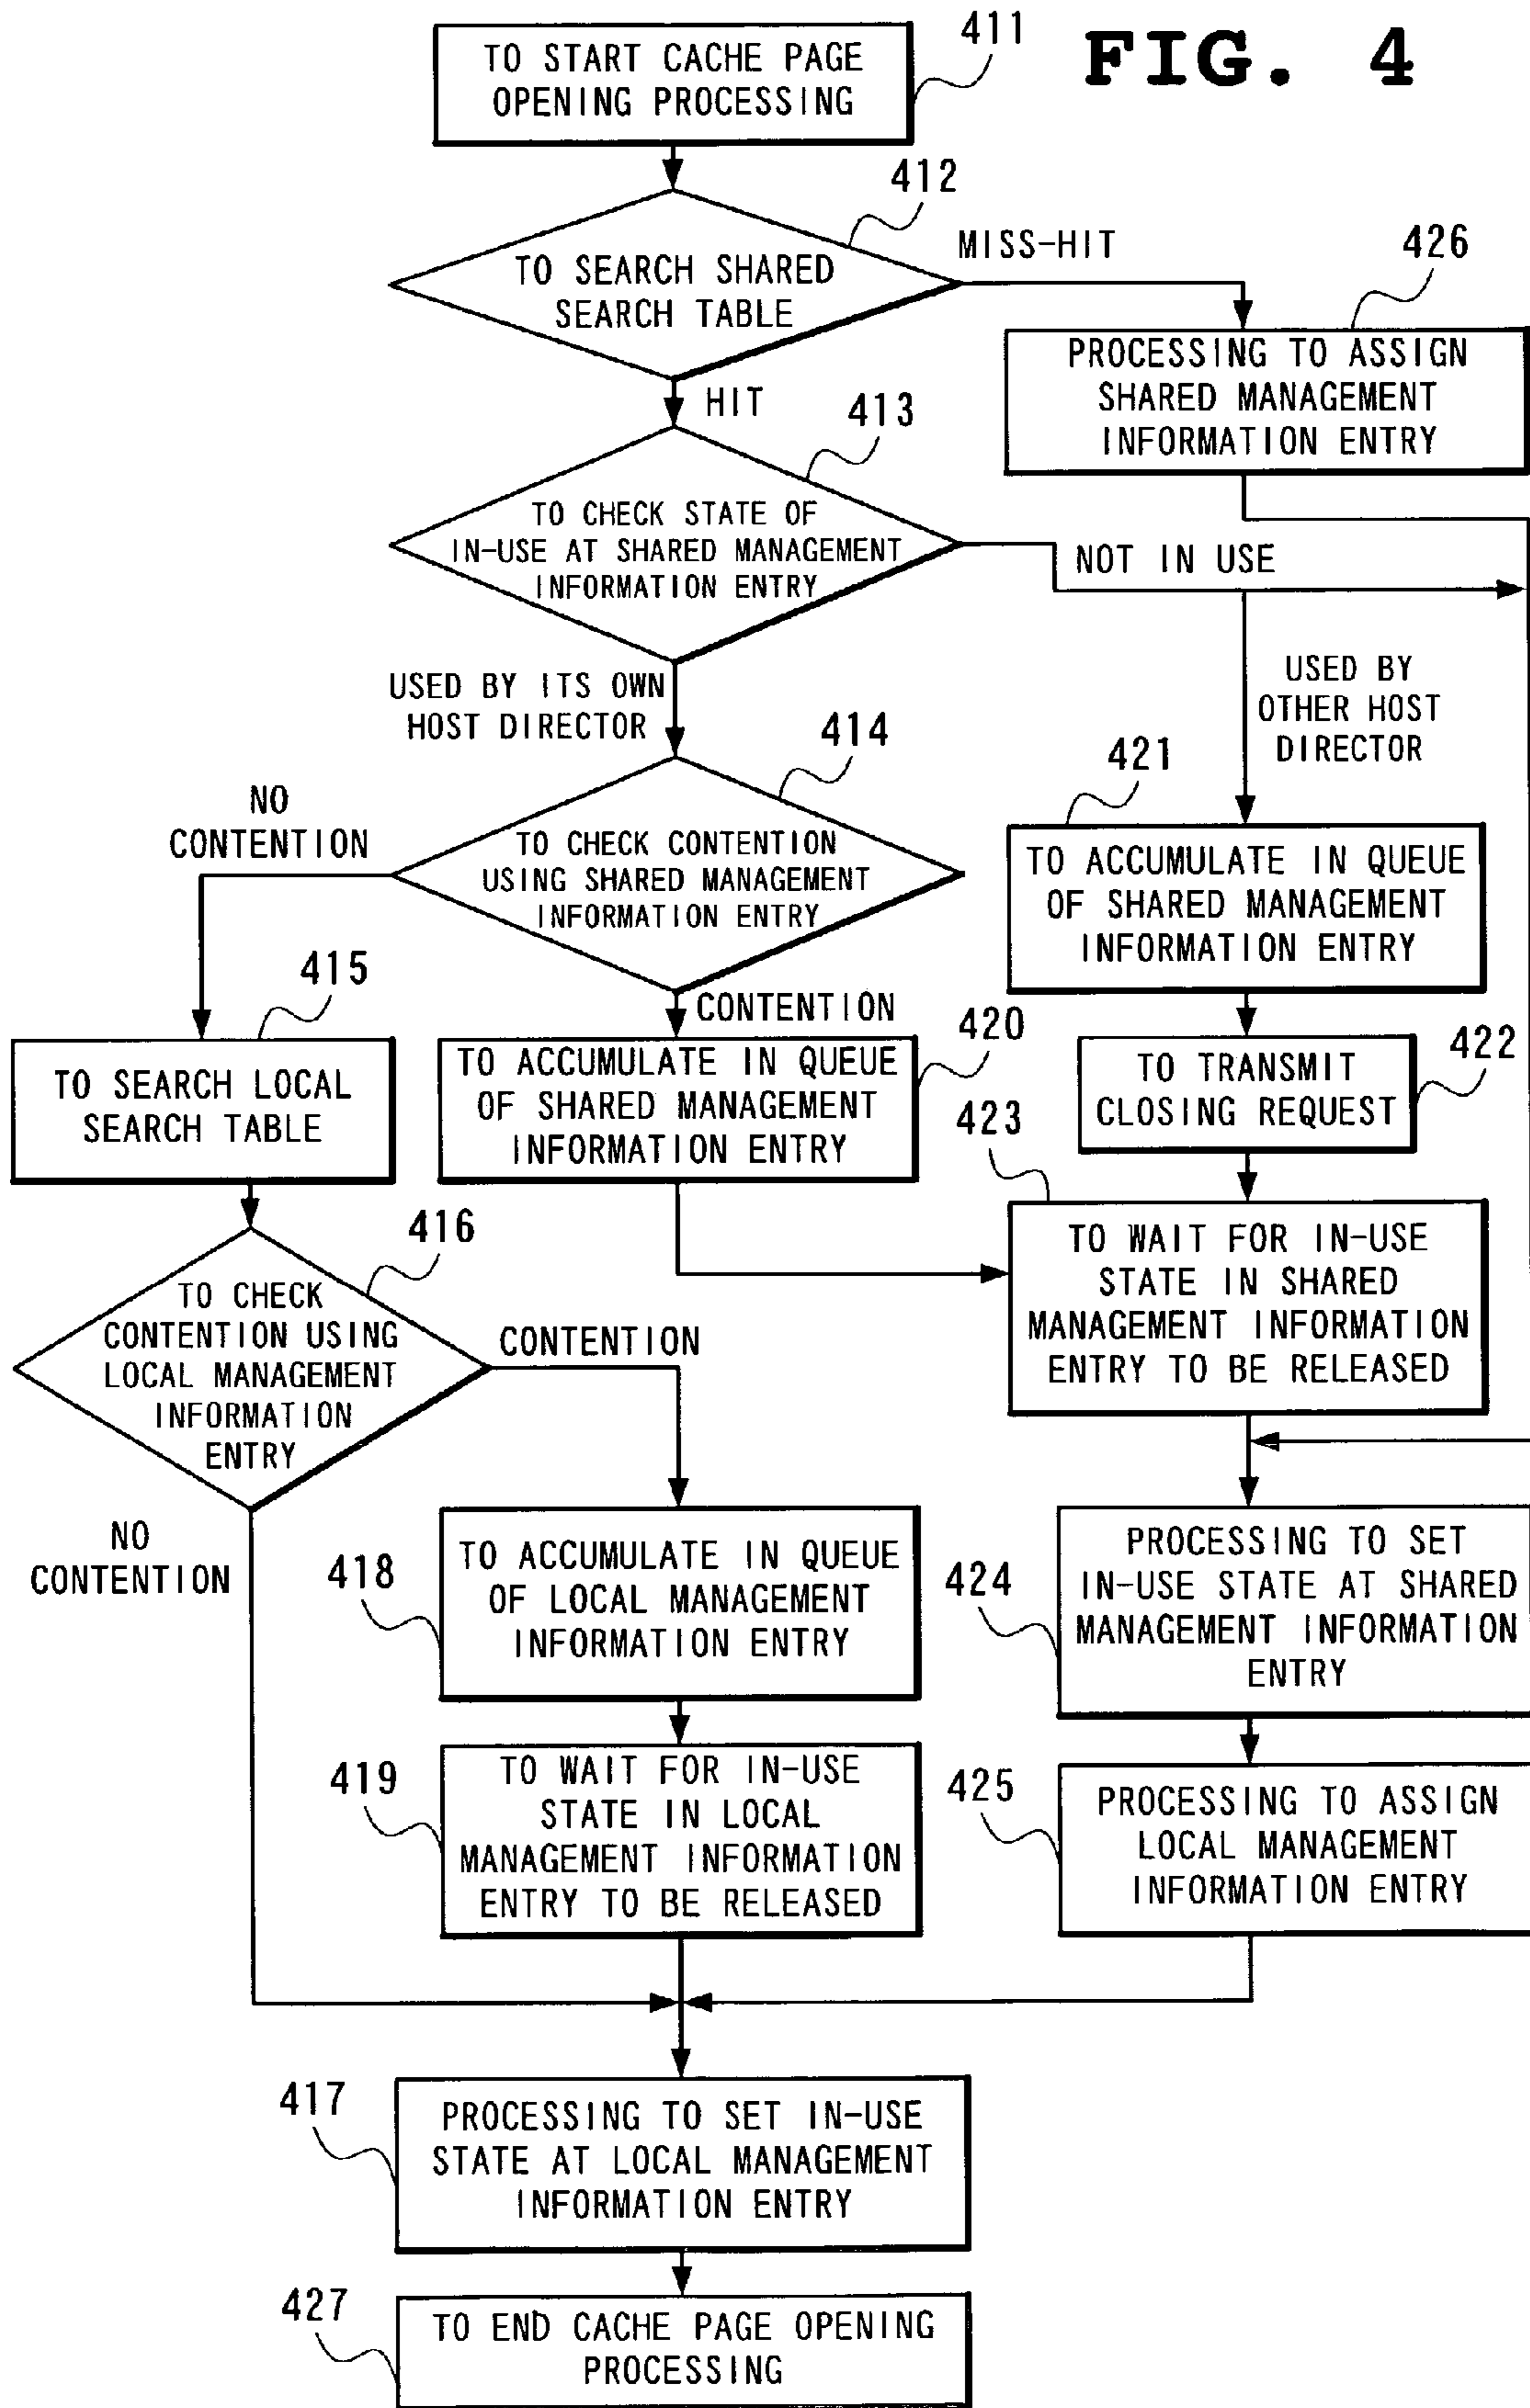 FIG. 4
411
TO START CACHE PAGE
OPENING PROCESSING
412
TO SEARCH SHARED
SEARCH TABLE
MISS-HIT
426
PROCESSING TO ASSIGN
SHARED MANAGEMENT
INFORMATION ENTRY
HIT
413
TO CHECK STATE OF
IN-USE AT SHARED MANAGEMENT
INFORMATION ENTRY
NOT IN USE
USED BY ITS OWN
HOST DIRECTOR
USED BY
OTHER HOST
DIRECTOR
414
TO CHECK CONTENTION
USING SHARED MANAGEMENT
INFORMATION ENTRY
NO
CONTENTION
421
TO ACCUMULATE IN QUEUE
OF SHARED MANAGEMENT
INFORMATION ENTRY
415
TO SEARCH LOCAL
SEARCH TABLE
CONTENTION
420
TO ACCUMULATE IN QUEUE
OF SHARED MANAGEMENT
INFORMATION ENTRY
422
TO TRANSMIT
CLOSING REQUEST
423
TO WAIT FOR IN-USE
STATE IN SHARED
MANAGEMENT INFORMATION
ENTRY TO BE RELEASED
416
TO CHECK
CONTENTION USING
LOCAL MANAGEMENT
INFORMATION
ENTRY
CONTENTION
NO
CONTENTION
418
TO ACCUMULATE IN QUEUE
OF LOCAL MANAGEMENT
INFORMATION ENTRY
424
PROCESSING TO SET
IN-USE STATE AT SHARED
MANAGEMENT INFORMATION
ENTRY
419
TO WAIT FOR IN-USE
STATE IN LOCAL
MANAGEMENT INFORMATION
ENTRY TO BE RELEASED
425
PROCESSING TO ASSIGN
LOCAL MANAGEMENT
INFORMATION ENTRY
417
PROCESSING TO SET IN-USE
STATE AT LOCAL MANAGEMENT
INFORMATION ENTRY
427
TO END CACHE PAGE OPENING
PROCESSING